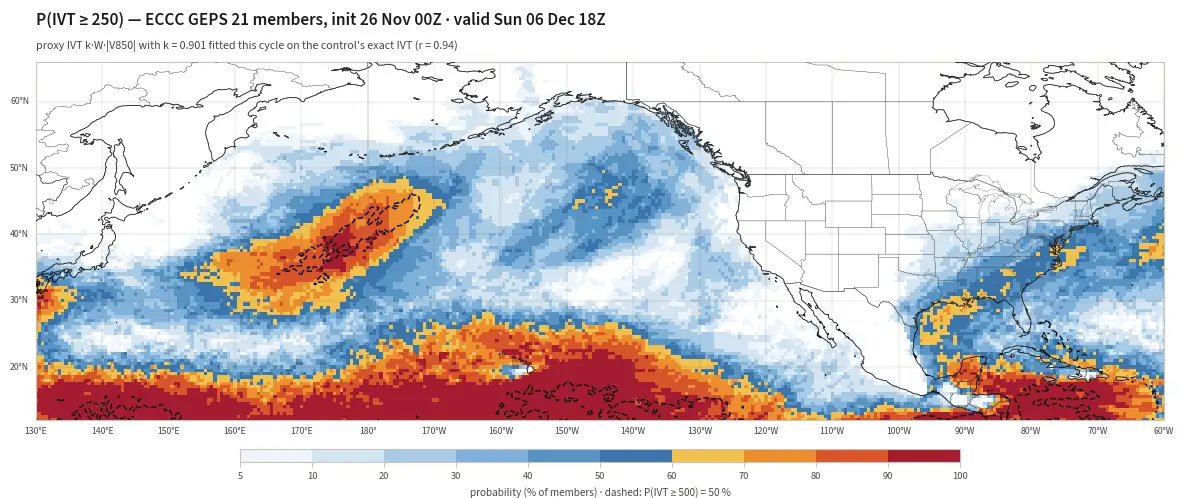 P(IVT ≥ 250) — ECCC GEPS 21 members, init 26 Nov 00Z · valid Sun 06 Dec 18Z
proxy IVT k·W·|V850| with k = 0.901 fitted this cycle on the control's exact IVT (r = 0.94)
60°N
50°N
40°N
30°N
20°N
130°E 140°E 150°E 160°E 170°E 180° 170°W 160°W 150°W 140°W 130°W 120°W 110°W 100°W 90°W 80°W 70°W 60°W
5 10 20 30 40 50 60 70 80 90 100
probability (% of members) · dashed: P(IVT ≥ 500) = 50 %